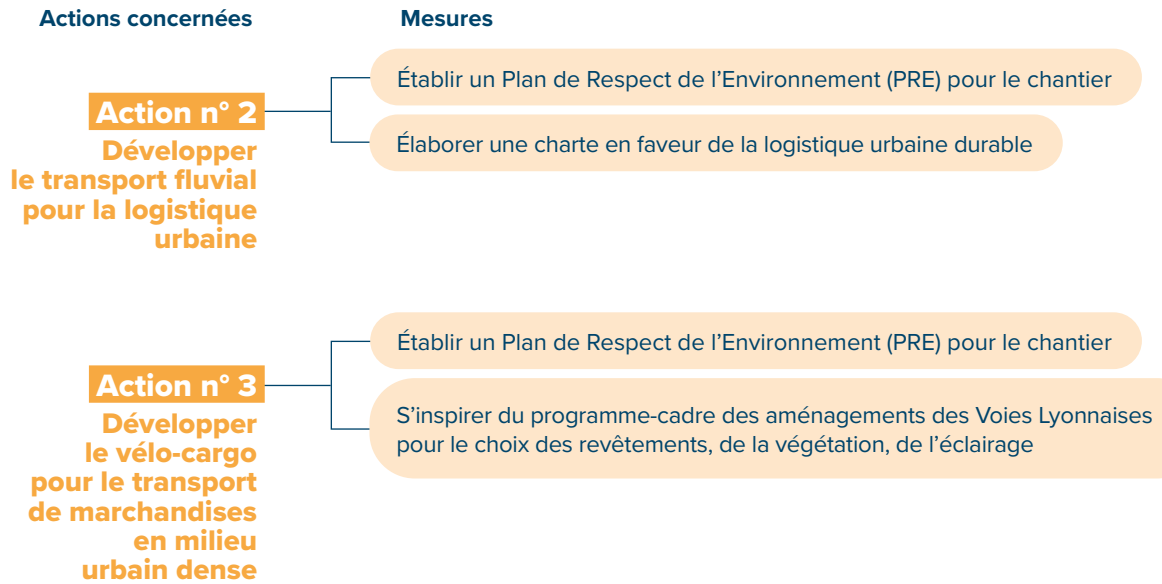 Actions concernées
Mesures
Action n° 2
Développer
le transport fluvial
pour la logistique
urbaine
Établir un Plan de Respect de l’Environnement (PRE) pour le chantier
Élaborer une charte en faveur de la logistique urbaine durable
Action n° 3
Développer
le vélo-cargo
pour le transport
de marchandises
en milieu
urbain dense
Établir un Plan de Respect de l’Environnement (PRE) pour le chantier
S’inspirer du programme-cadre des aménagements des Voies Lyonnaises
pour le choix des revêtements, de la végétation, de l’éclairage